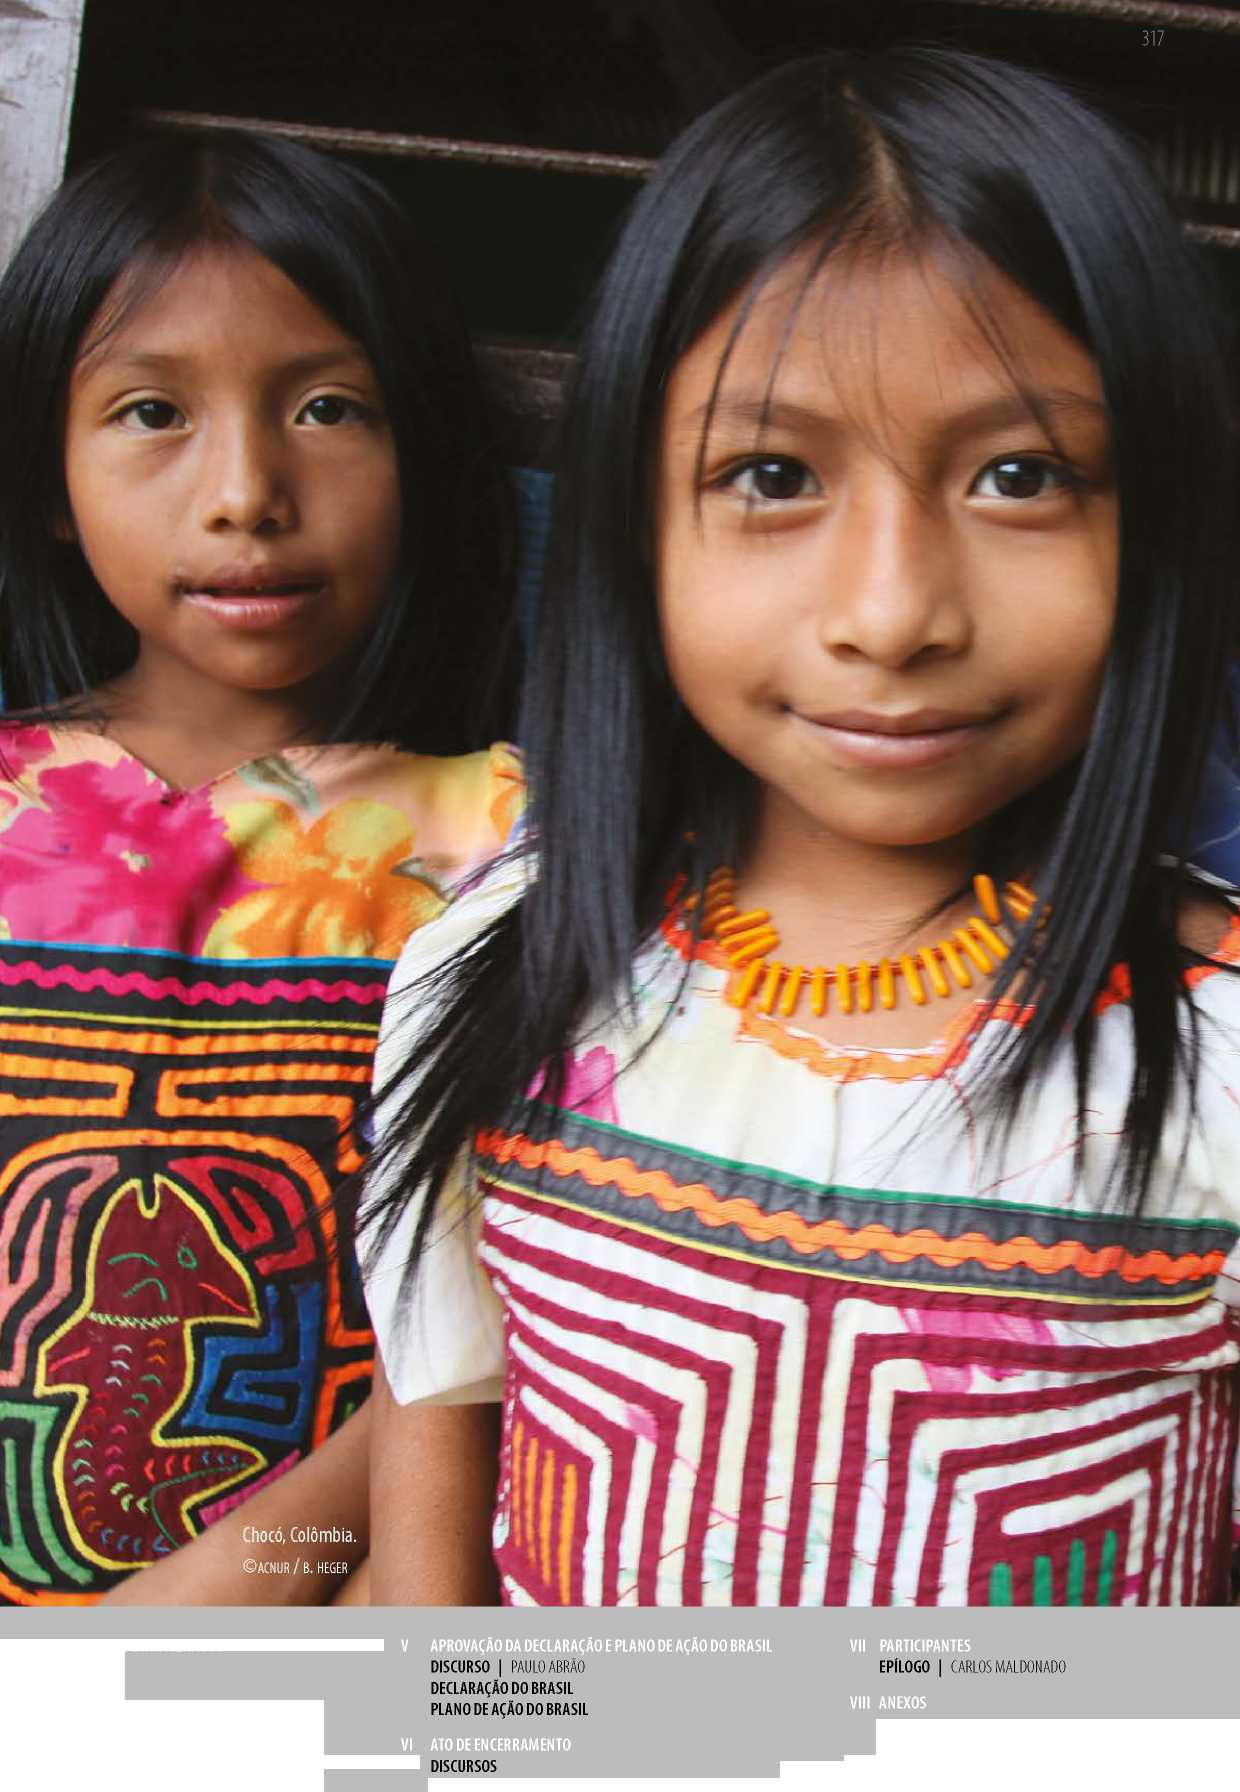 317
Chocó, Colômbia.
©ACNUR / B. HEGER
V APROVAÇÃO DA DECLARAÇÃO E PLANO DE AÇÃO DO BRASIL
DISCURSO | PAULO ABRÃO
DECLARAÇÃO DO BRASIL
PLANO DE AÇÃO DO BRASIL
VI ATO DE ENCERRAMENTO
DISCURSOS
VII PARTICIPANTES
EPÍLOGO | CARLOS MALDONADO
VIII ANEXOS